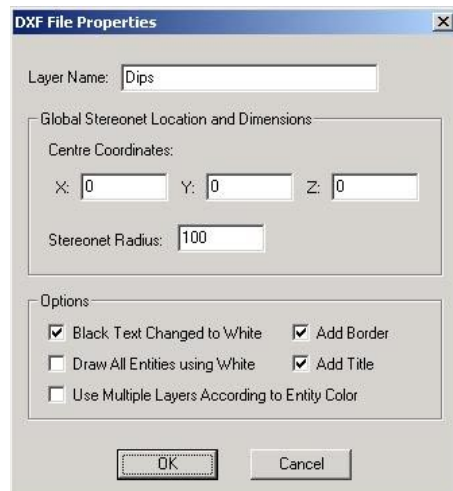 DXF File Properties
Layer Name: Dips
Global Stereonet Location and Dimensions
Centre Coordinates:
X: 0 Y: 0 Z: 0
Stereonet Radius: 100
Options
Black Text Changed to White Add Border
Draw All Entities using White Add Title
Use Multiple Layers According to Entity Color
OK Cancel